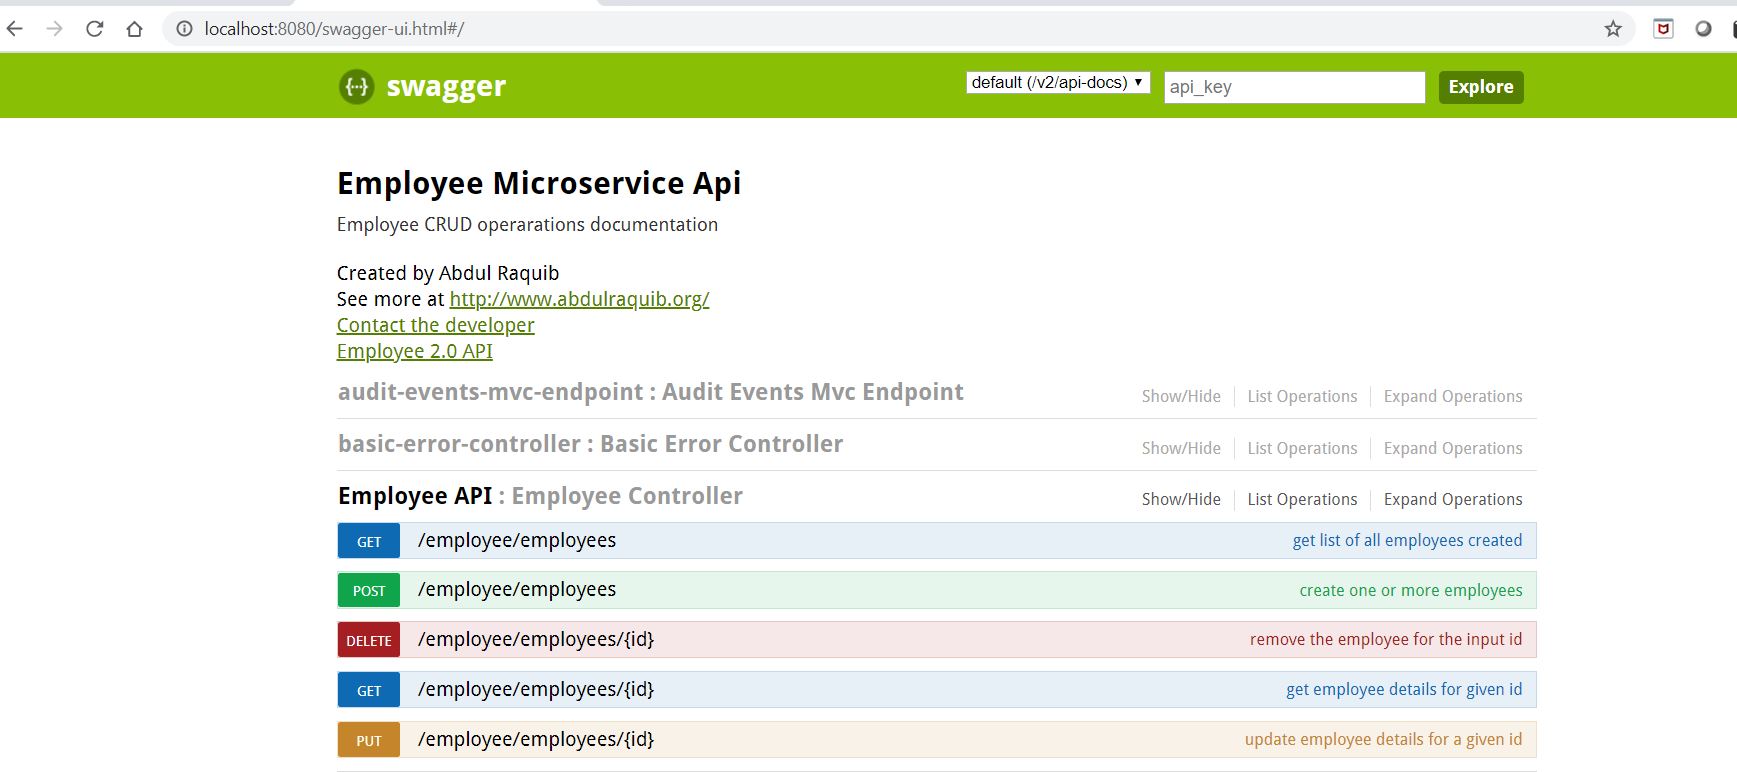 localhost:8080/swagger-ui.html#/
{···} swagger default (/v2/api-docs) api_key Explore
Employee Microservice Api
Employee CRUD operarations documentation
Created by Abdul Raquib
See more at http://www.abdulraquib.org/
Contact the developer
Employee 2.0 API
audit-events-mvc-endpoint : Audit Events Mvc Endpoint Show/Hide List Operations Expand Operations
basic-error-controller : Basic Error Controller Show/Hide List Operations Expand Operations
Employee API : Employee Controller Show/Hide List Operations Expand Operations
GET /employee/employees get list of all employees created
POST /employee/employees create one or more employees
DELETE /employee/employees/{id} remove the employee for the input id
GET /employee/employees/{id} get employee details for given id
PUT /employee/employees/{id} update employee details for a given id